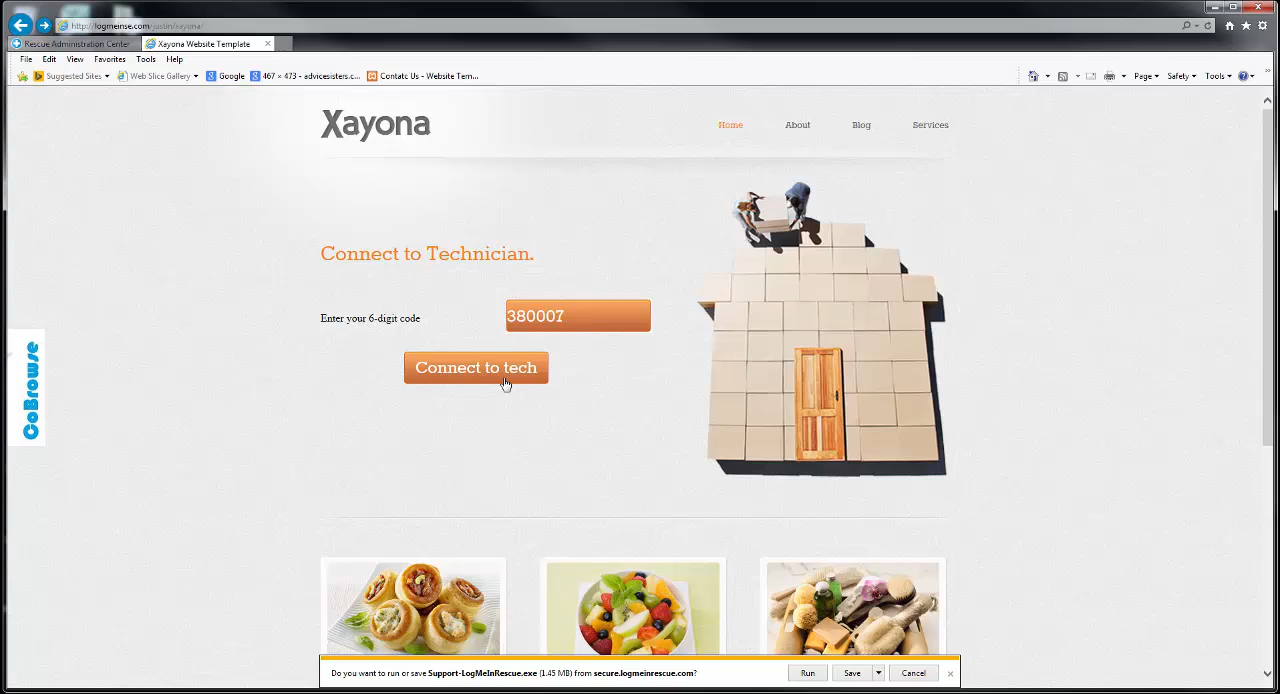 http://logmeinse.com/justin/xayona/
Rescue Administration Center
Xayona Website Template
File Edit View Favorites Tools Help
Suggested Sites Web Slice Gallery Google 467 × 473 - advicesisters.c... Contatc Us - Website Tem...
Page Safety Tools
Xayona
Home About Blog Services
Connect to Technician.
Enter your 6-digit code 380007
Connect to tech
CoBrowse
Do you want to run or save Support-LogMeInRescue.exe (1.45 MB) from secure.logmeinrescue.com?
Run Save Cancel